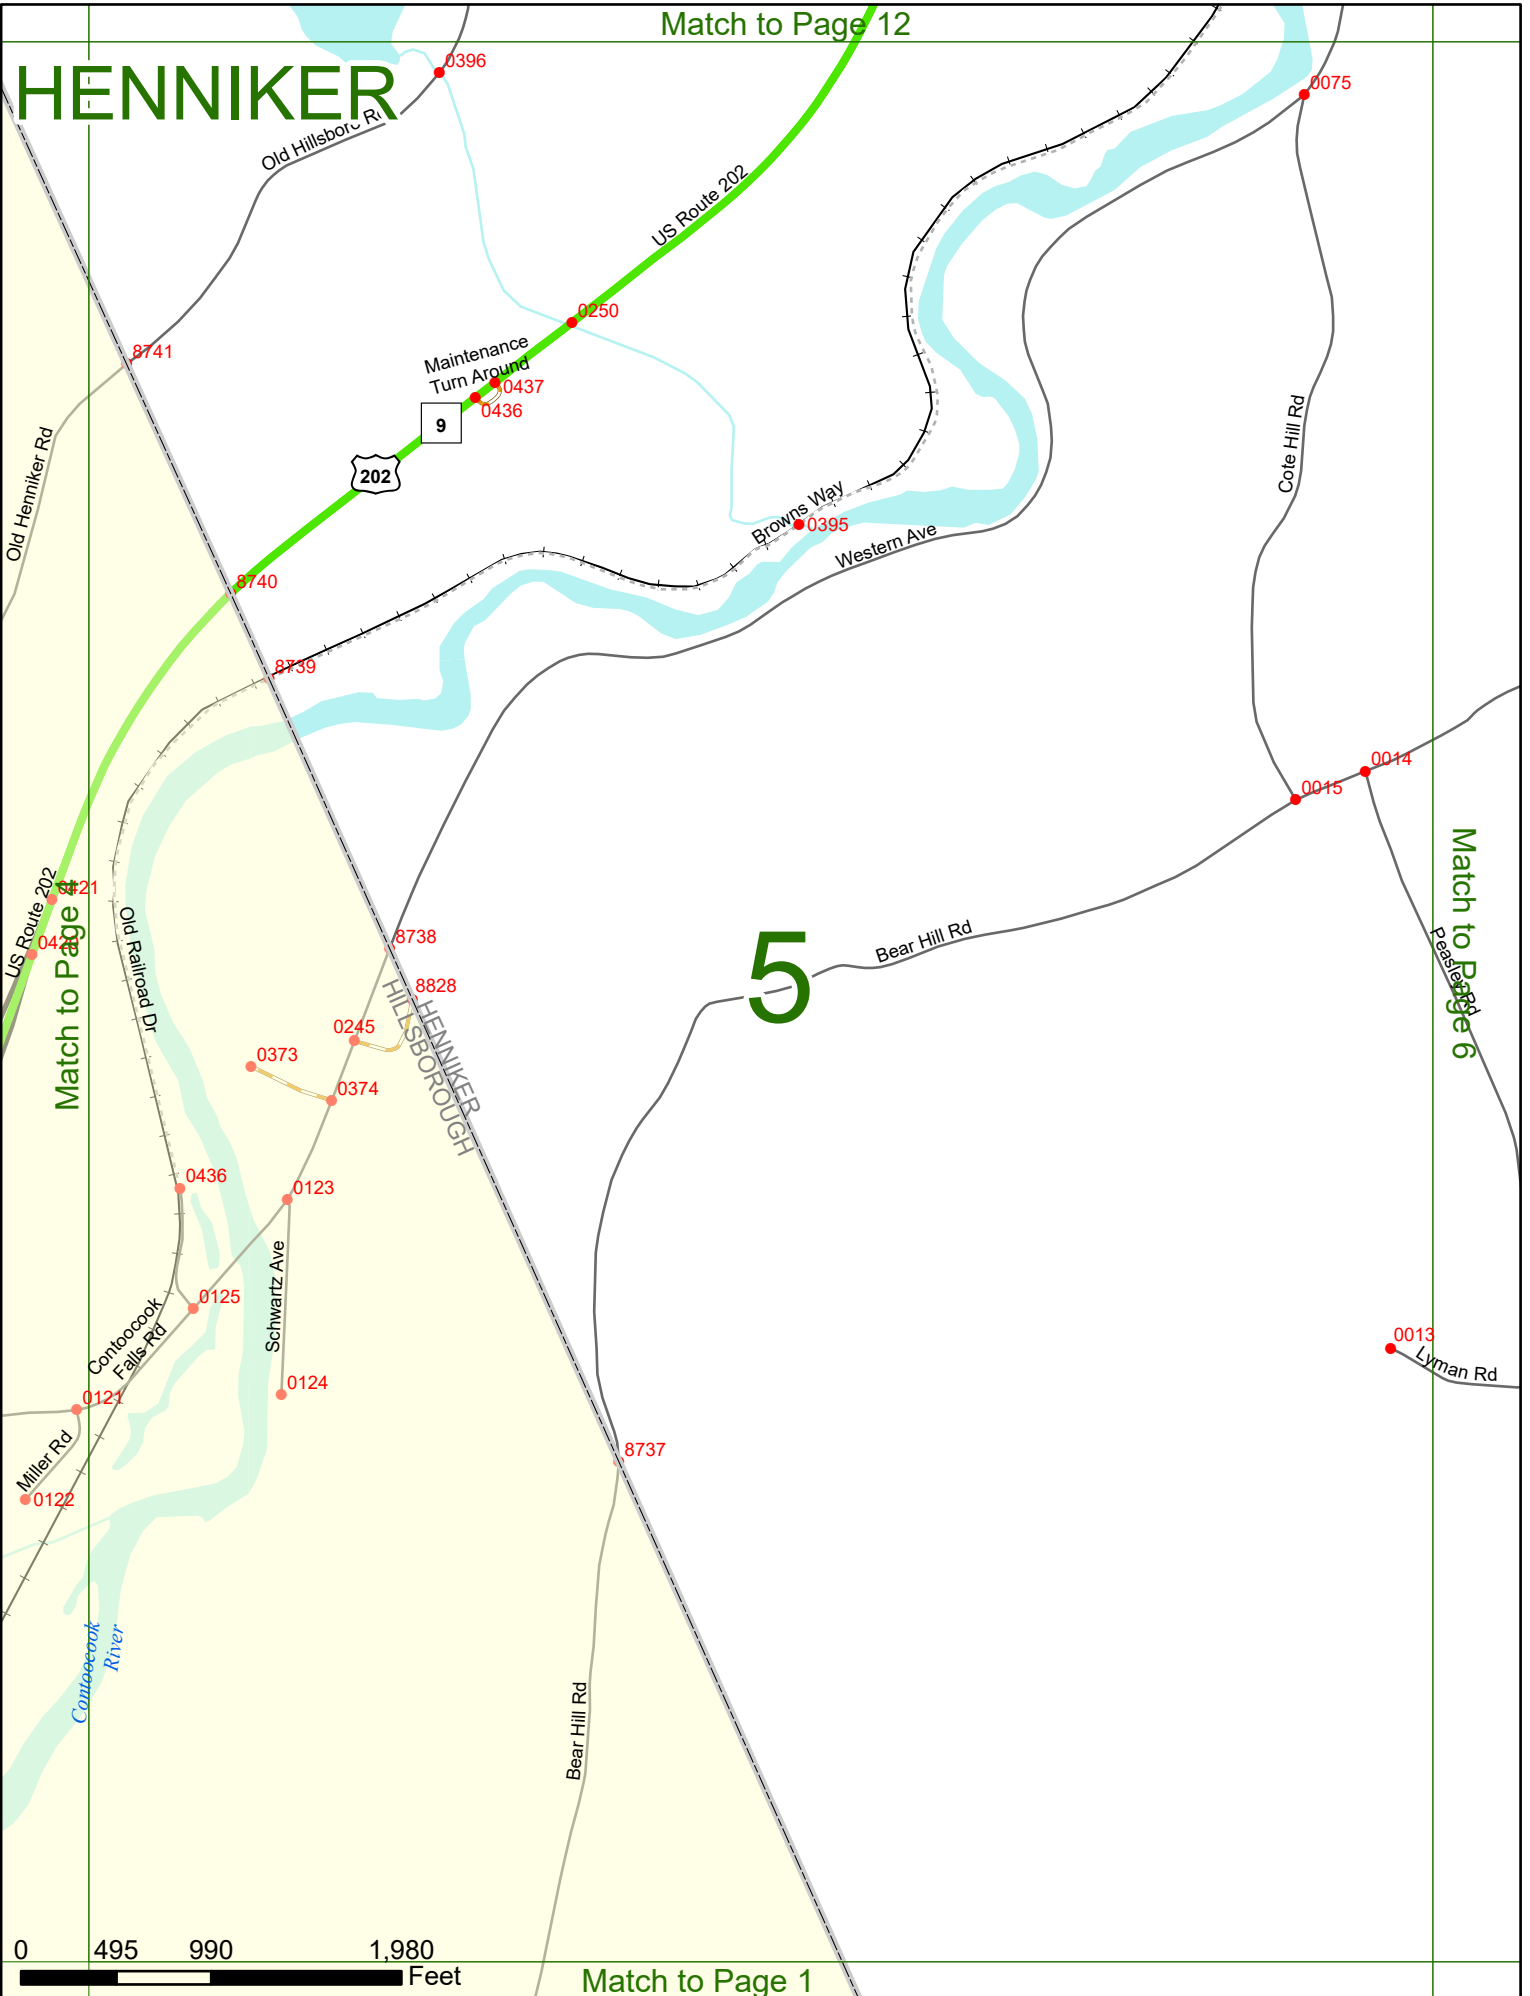 Match to Page 12
HENNIKER
0396
0075
Old Hillsboro Rd
US Route 202
0250
8741
Maintenance
Turn Around
0437
0436
9
202
Old Henniker Rd
Cote Hill Rd
Browns Way
0395
Western Ave
8740
8739
0014
0015
US Route 202
0421
0420
Match to Page 4
Old Railroad Dr
8738
8828
HENNIKER
HILLSBOROUGH
5
Bear Hill Rd
Match to Page 6
Peaslee Rd
0245
0373
0374
0436
0123
Schwartz Ave
0125
Contoocook
Falls Rd
0124
0121
Miller Rd
0122
0013
Lyman Rd
8737
Contoocook
River
Bear Hill Rd
0 495 990 1,980
Feet
Match to Page 1